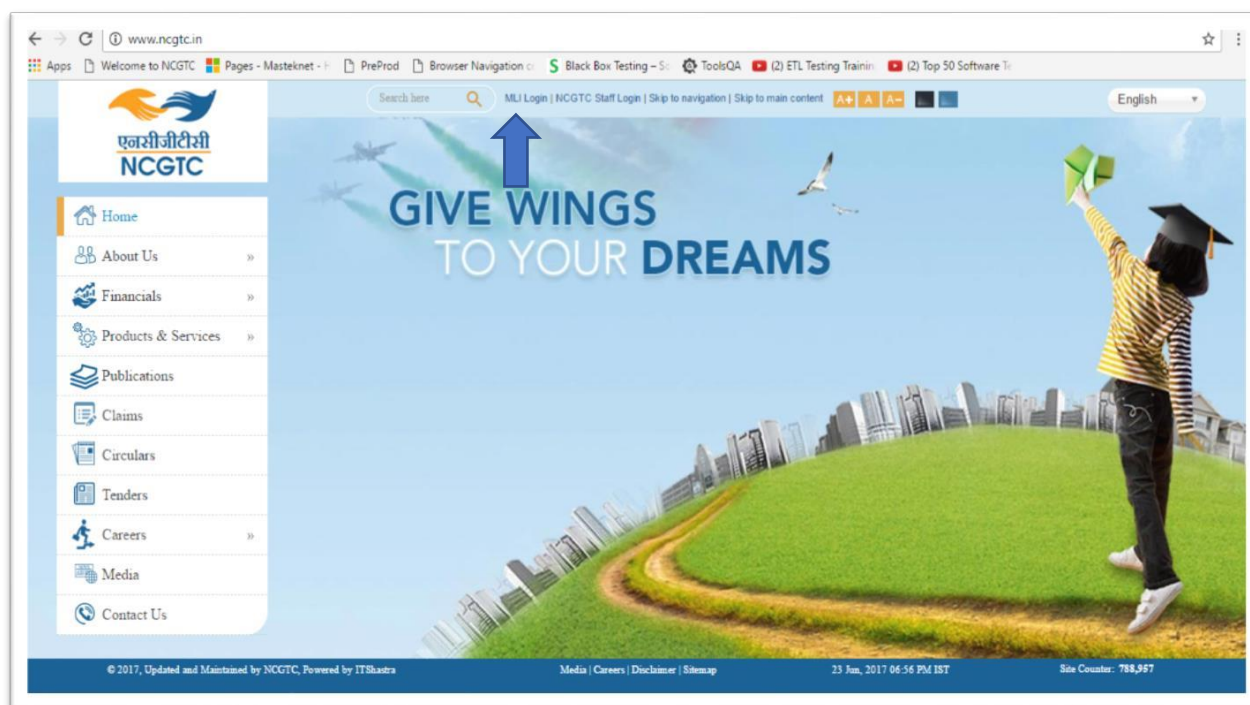 www.ncgtc.in
Apps Welcome to NCGTC Pages - Masteknet - PreProd Browser Navigation Black Box Testing – ToolsQA (2) ETL Testing (2) Top 50 Software
Search here MLI Login | NCGTC Staff Login | Skip to navigation | Skip to main content A+ A A- English
एनसीजीटीसी
NCGTC
GIVE WINGS
TO YOUR DREAMS
Home
About Us »
Financials »
Products & Services »
Publications
Claims
Circulars
Tenders
Careers »
Media
Contact Us
© 2017, Updated and Maintained by NCGTC, Powered by ITShastra Media | Careers | Disclaimer | Sitemap 23 Jun, 2017 06:56 PM IST Site Counter: 788,957